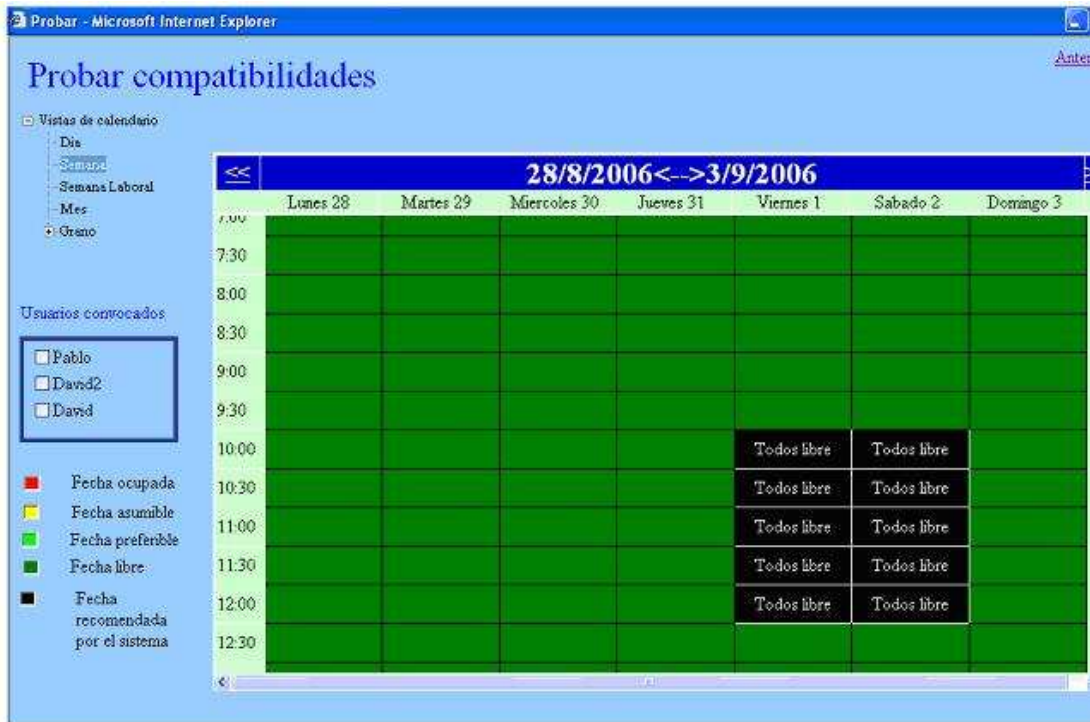 Probar - Microsoft Internet Explorer
Probar compatibilidades
Anter
Vistas de calendario
Dia
Semana
Semana Laboral
Mes
Grano
Usuarios convocados
Pablo
David2
David
Fecha ocupada
Fecha asumible
Fecha preferible
Fecha libre
Fecha
recomendada
por el sistema
<< 28/8/2006<-->3/9/2006
Lunes 28 Martes 29 Miercoles 30 Jueves 31 Viernes 1 Sabado 2 Domingo 3
7:00
7:30
8:00
8:30
9:00
9:30
10:00 Todos libre Todos libre
10:30 Todos libre Todos libre
11:00 Todos libre Todos libre
11:30 Todos libre Todos libre
12:00 Todos libre Todos libre
12:30